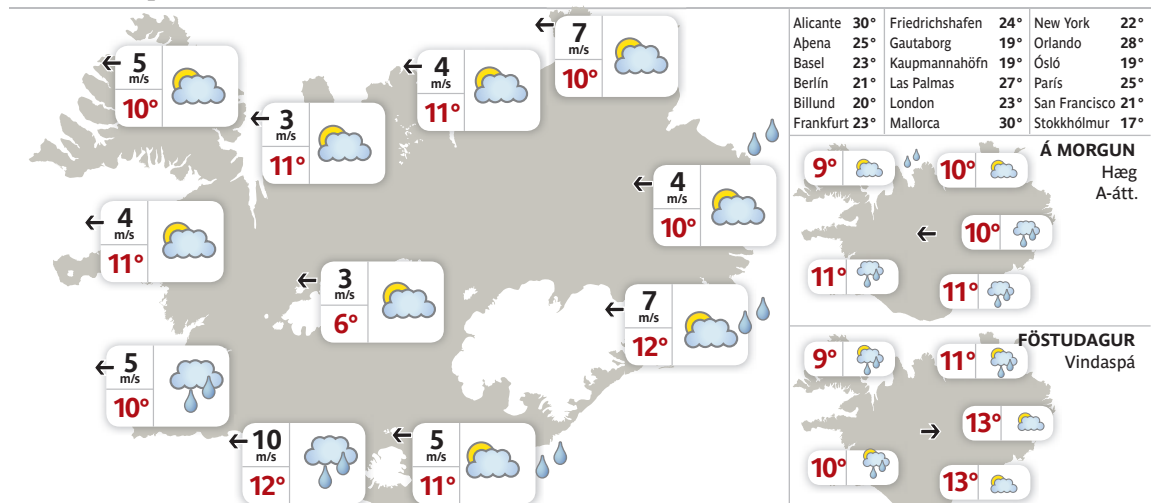 5
m/s
10°
3
m/s
11°
4
m/s
11°
7
m/s
10°
4
m/s
11°
3
m/s
6°
4
m/s
10°
7
m/s
12°
5
m/s
10°
10
m/s
12°
5
m/s
11°
Alicante 30° Friedrichshafen 24° New York 22°
Aþena 25° Gautaborg 19° Orlando 28°
Basel 23° Kaupmannahöfn 19° Ósló 19°
Berlín 21° Las Palmas 27° París 25°
Billund 20° London 23° San Francisco 21°
Frankfurt 23° Mallorca 30° Stokkhólmur 17°
Á MORGUN
Hæg
A-átt.
9° 10°
10°
11° 11°
FÖSTUDAGUR
Vindaspá
9° 11°
13°
10° 13°